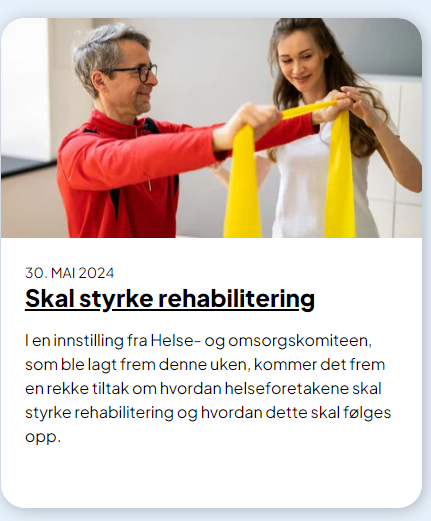 30. MAI 2024
Skal styrke rehabilitering
I en innstilling fra Helse- og omsorgskomiteen,
som ble lagt frem denne uken, kommer det frem
en rekke tiltak om hvordan helseforetakene skal
styrke rehabilitering og hvordan dette skal følges
opp.